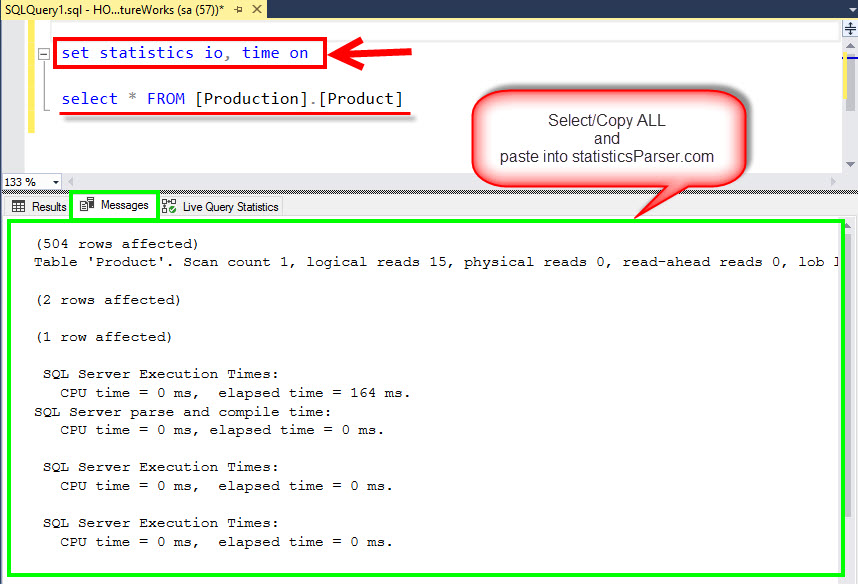 SQLQuery1.sql - HO...tureWorks (sa (57))*
set statistics io, time on
select * FROM [Production].[Product]
Select/Copy ALL
and
paste into statisticsParser.com
133 %
Results Messages Live Query Statistics
(504 rows affected)
Table 'Product'. Scan count 1, logical reads 15, physical reads 0, read-ahead reads 0, lob l
(2 rows affected)
(1 row affected)
SQL Server Execution Times:
CPU time = 0 ms,  elapsed time = 164 ms.
SQL Server parse and compile time:
CPU time = 0 ms, elapsed time = 0 ms.
SQL Server Execution Times:
CPU time = 0 ms,  elapsed time = 0 ms.
SQL Server Execution Times:
CPU time = 0 ms,  elapsed time = 0 ms.